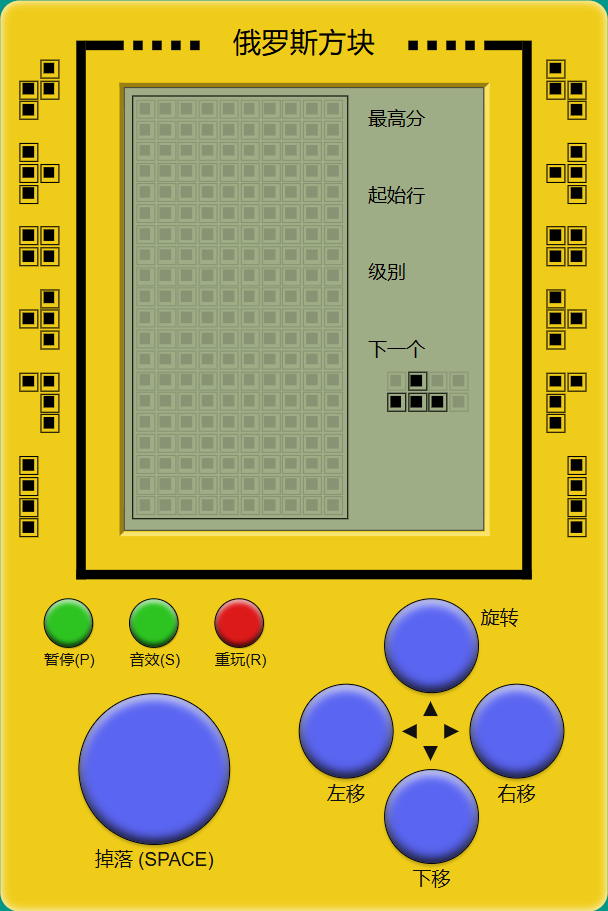 俄罗斯方块
最高分
起始行
级别
下一个
旋转
暂停(P)
音效(S)
重玩(R)
左移
右移
掉落 (SPACE)
下移